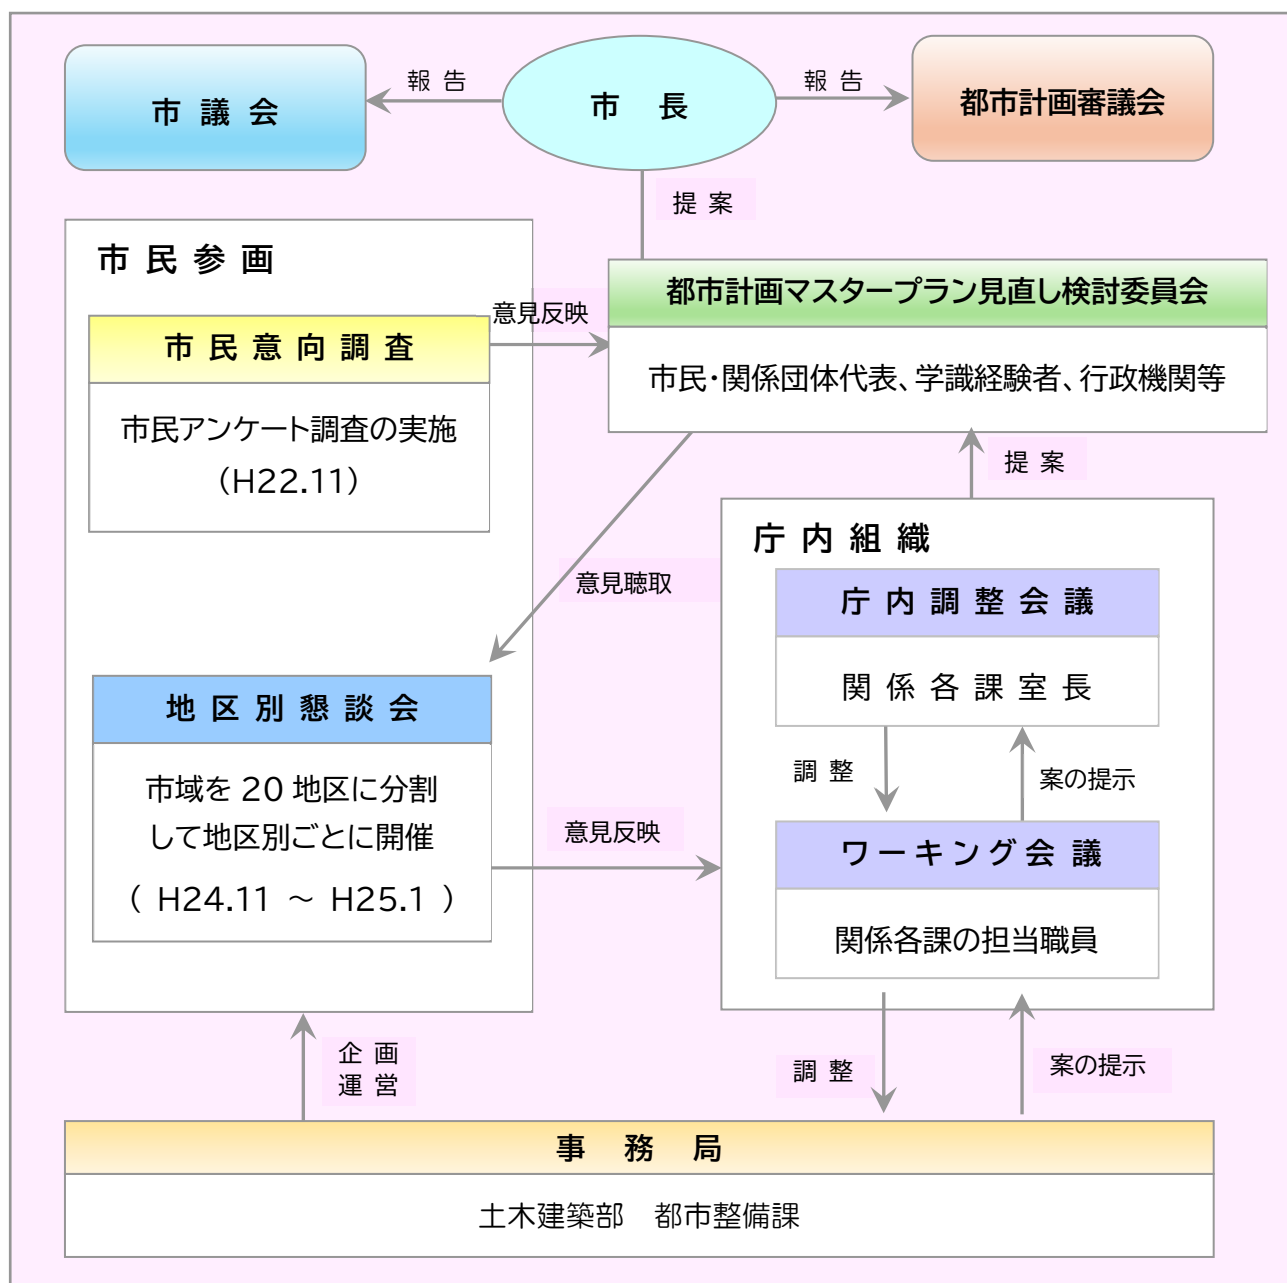 市議会
報告
市長
報告
都市計画審議会
提案
市民参画
都市計画マスタープラン見直し検討委員会
意見反映
市民意向調査
市民・関係団体代表、学識経験者、行政機関等
市民アンケート調査の実施
（H22.11）
提案
庁内組織
意見聴取
庁内調整会議
関係各課室長
地区別懇談会
調整
案の提示
市域を20地区に分割
して地区別ごとに開催
（ H24.11 ～ H25.1 ）
意見反映
ワーキング会議
関係各課の担当職員
企画
運営
調整
案の提示
事務局
土木建築部　都市整備課